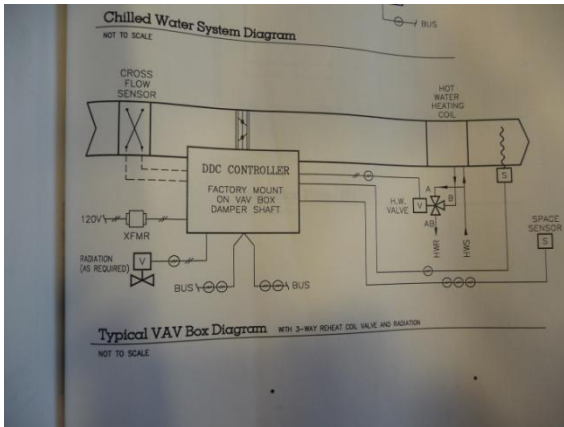 Chilled Water System Diagram
NOT TO SCALE
BUS
CROSS
FLOW
SENSOR
HOT
WATER
HEATING
COIL
DDC CONTROLLER
FACTORY MOUNT
ON VAV BOX
DAMPER SHAFT
S
A
B
V
H.W.
VALVE
AB
HWR
HWS
SPACE
SENSOR
S
120V
XFMR
RADIATION
(AS REQUIRED)
V
BUS
BUS
Typical VAV Box Diagram WITH 3-WAY REHEAT COIL VALVE AND RADIATION
NOT TO SCALE